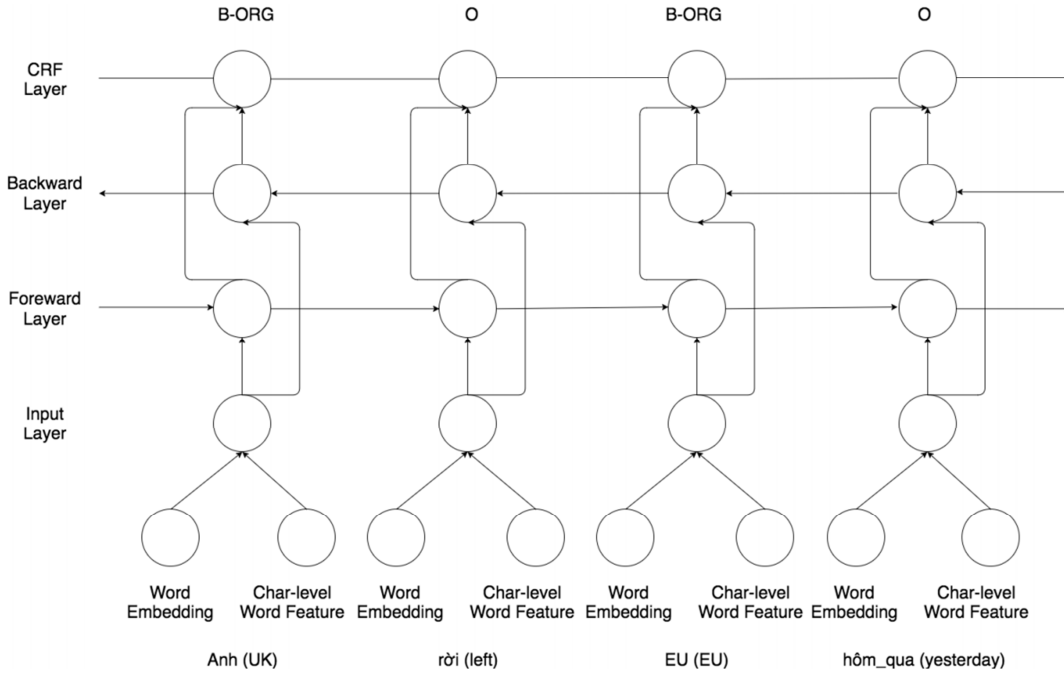 B-ORG O B-ORG O
CRF
Layer
Backward
Layer
Foreward
Layer
Input
Layer
Word Char-level Word Char-level Word Char-level Word Char-level
Embedding Word Feature Embedding Word Feature Embedding Word Feature Embedding Word Feature
Anh (UK) rời (left) EU (EU) hôm_qua (yesterday)